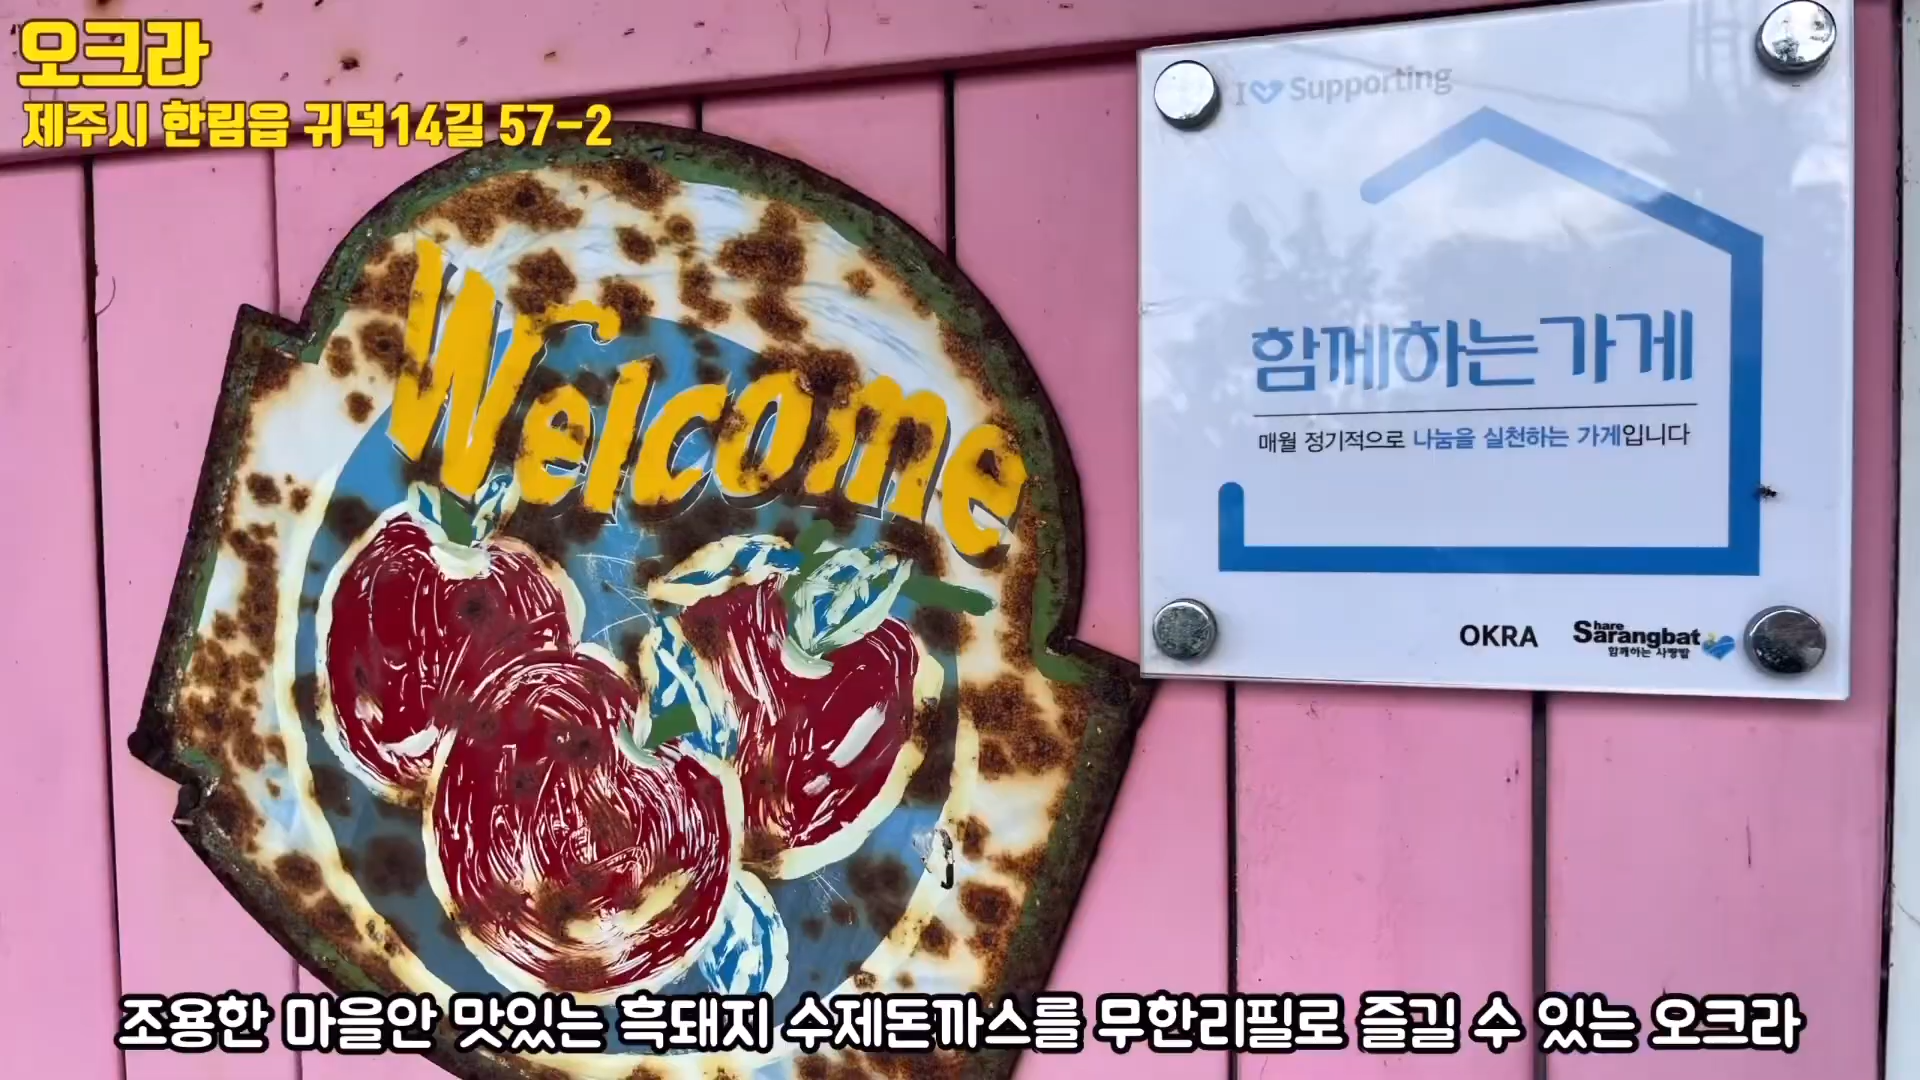 오크라
제주시 한림읍 귀덕14길 57-2
Welcome
I Supporting
함께하는가게
매월 정기적으로 나눔을 실천하는 가게입니다
OKRA
Share Sarangbat
함께하는 사랑밭
조용한 마을안 맛있는 흑돼지 수제돈까스를 무한리필로 즐길 수 있는 오크라